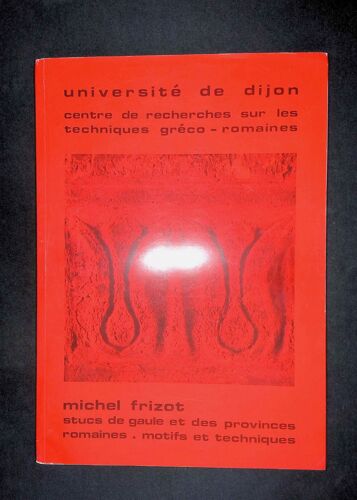 université de dijon
centre de recherches sur les
techniques gréco-romaines
michel frizot
stucs de gaule et des provinces
romaines. motifs et techniques